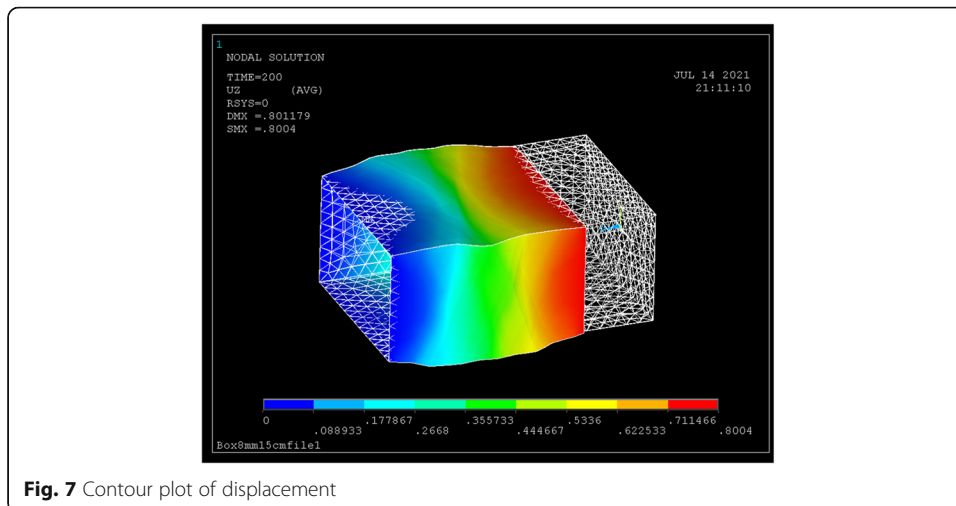 1
NODAL SOLUTION
TIME=200
UZ (AVG)
RSYS=0
DMX =.801179
SMX =.8004
JUL 14 2021
21:11:10
0 .177867 .355733 .5336 .711466
.088933 .2668 .444667 .622533 .8004
Box8mm15cmfile1
Fig. 7 Contour plot of displacement